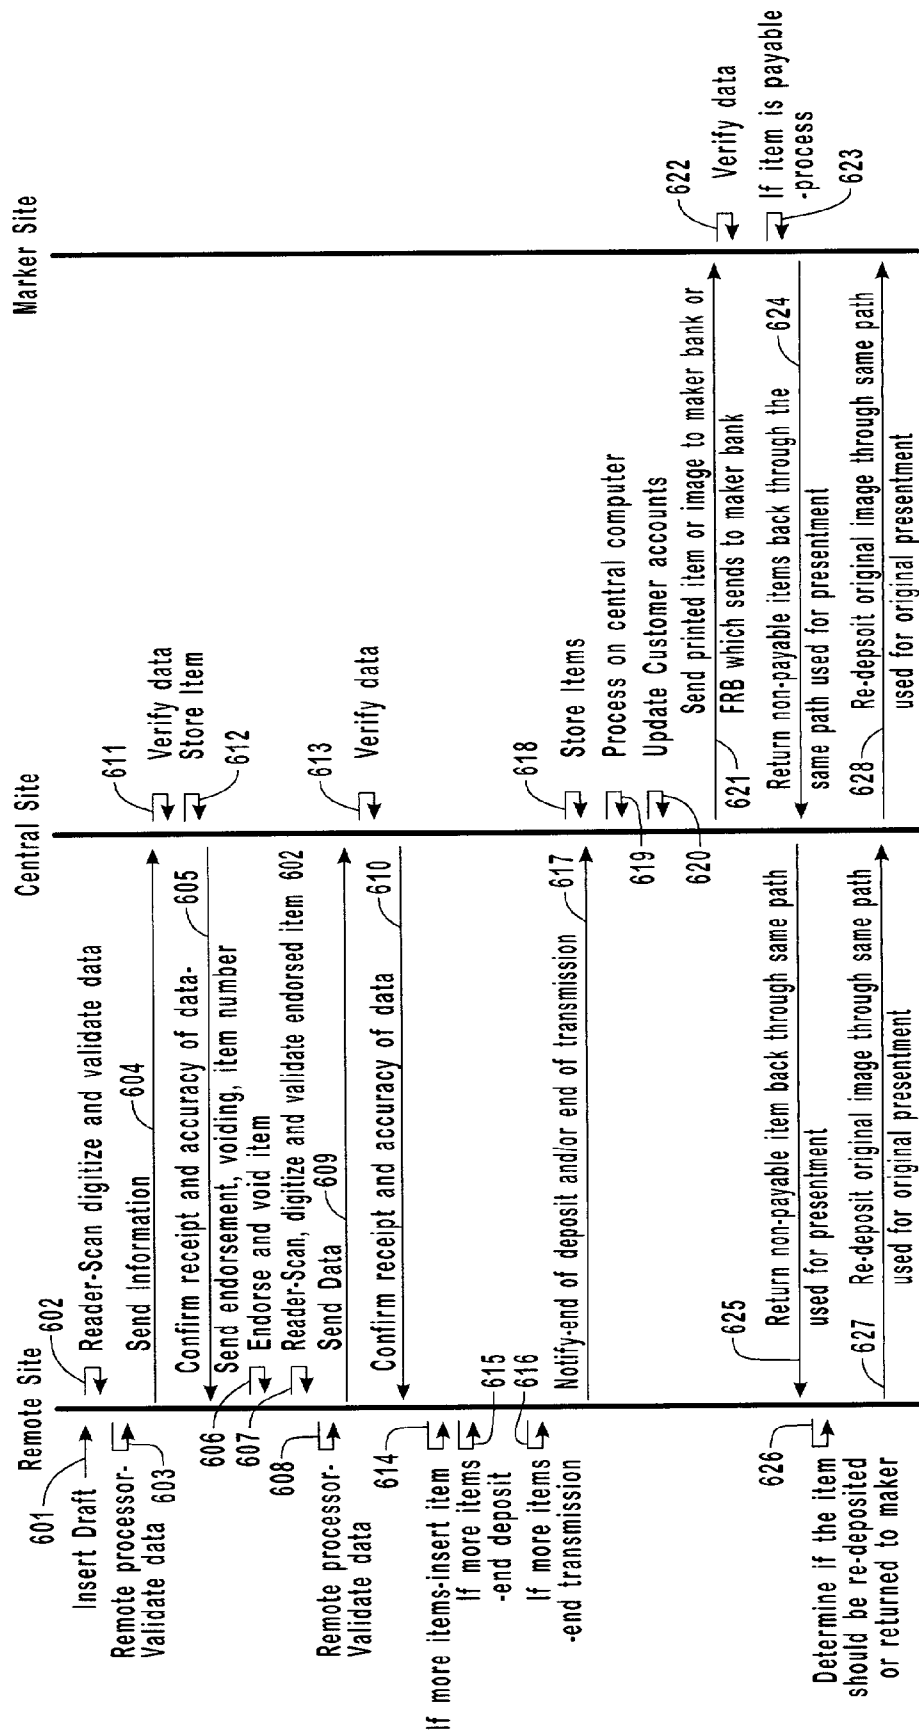 Remote Site
Central Site
Marker Site
601
Insert Draft
602
Reader-Scan digitize and validate data
Remote processor-
Validate data
603
604
Send Information
611
Verify data
Store Item
612
605
Confirm receipt and accuracy of data-
Send endorsement, voiding, item number
606
Endorse and void item
607
Reader-Scan, digitize and validate endorsed item 602
608
Remote processor-
Validate data
609
Send Data
613
Verify data
610
Confirm receipt and accuracy of data
614
If more items-insert item
615
If more items
-end deposit
616
If more items
-end transmission
Notify-end of deposit and/or end of transmission
617
618
Store Items
619
Process on central computer
620
Update Customer accounts
621
Send printed item or image to maker bank or
FRB which sends to maker bank
622
Verify data
623
If item is payable
-process
624
Return non-payable items back through the
same path used for presentment
625
Return non-payable item back through same path
used for presentment
626
Determine if the item
should be re-deposited
or returned to maker
627
Re-deposit original image through same path
used for original presentment
628
Re-depsoit original image through same path
used for original presentment